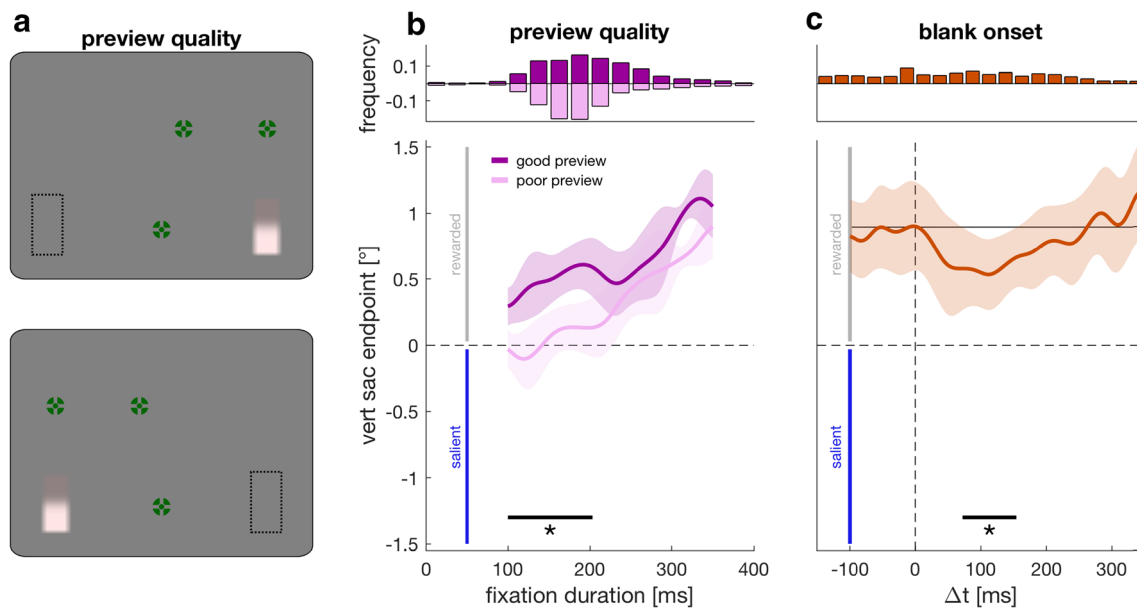 a
preview quality
b
preview quality
frequency
0.1
-0.1
good preview
poor preview
vert sac endpoint [°]
1.5
1
0.5
0
-0.5
-1
-1.5
rewarded
salient
*
0
100
200
300
400
fixation duration [ms]
c
blank onset
rewarded
salient
*
-100
0
100
200
300
Δt [ms]